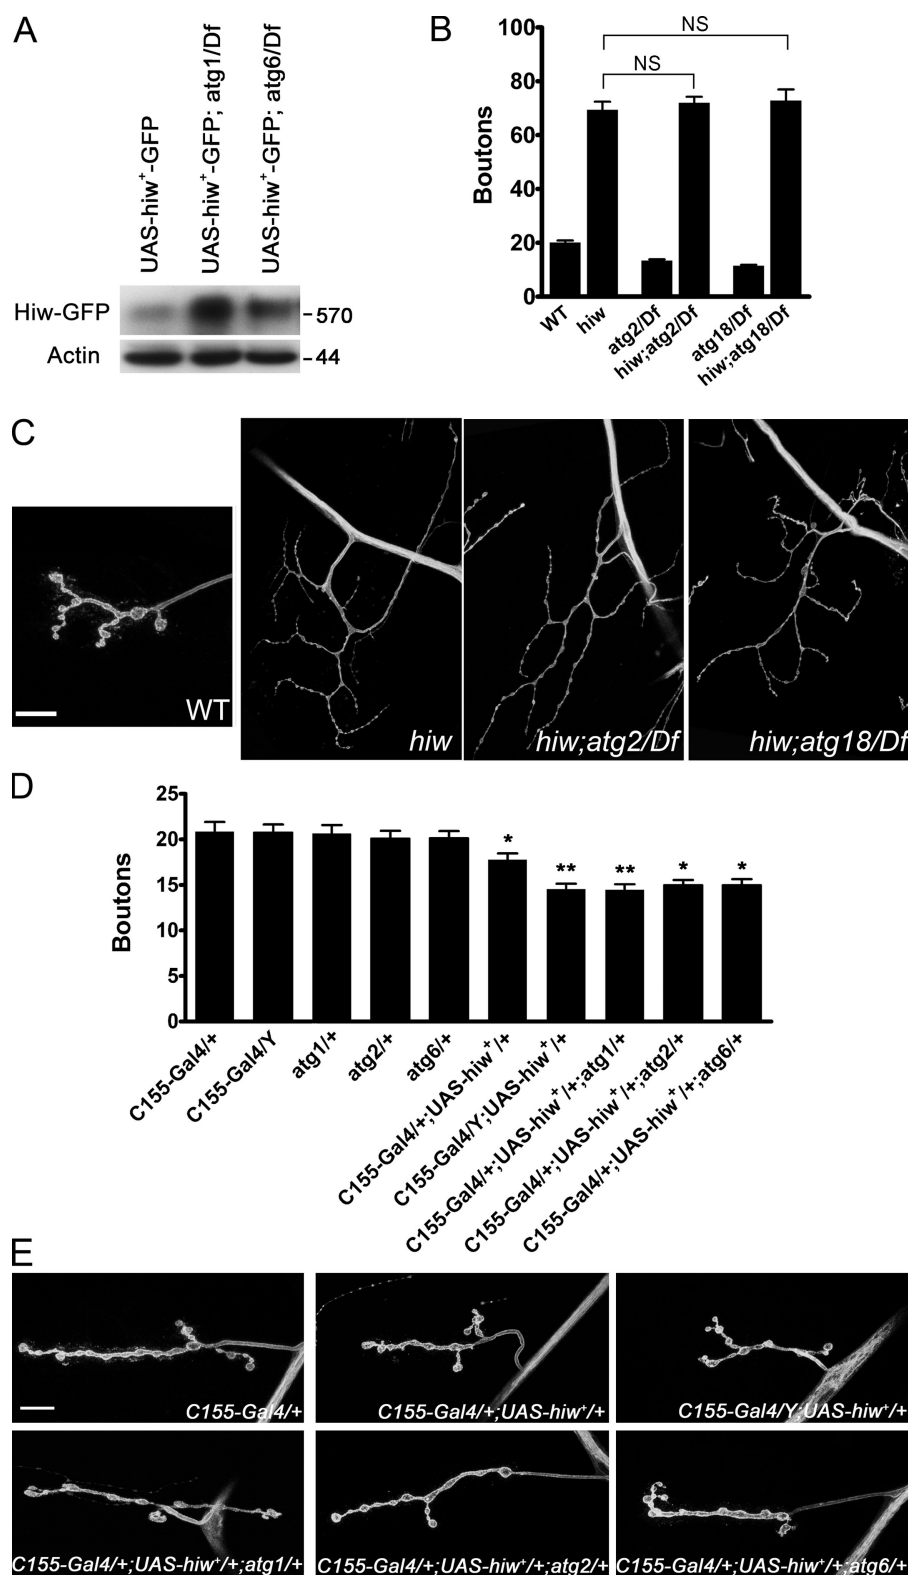 A
UAS-hiw⁺-GFP
UAS-hiw⁺-GFP; atg1/Df
UAS-hiw⁺-GFP; atg6/Df
Hiw-GFP
570
Actin
44
B
NS
NS
Boutons
100
80
60
40
20
0
WT
hiw
atg2/Df
hiw;atg2/Df
atg18/Df
hiw;atg18/Df
C
WT
hiw
hiw;atg2/Df
hiw;atg18/Df
D
Boutons
25
20
15
10
5
0
*
**
**
*
*
C155-Gal4/+
C155-Gal4/Y
atg1/+
atg2/+
atg6/+
C155-Gal4/+;UAS-hiw⁺/+
C155-Gal4/Y;UAS-hiw⁺/+
C155-Gal4/+;UAS-hiw⁺/+;atg1/+
C155-Gal4/+;UAS-hiw⁺/+;atg2/+
C155-Gal4/+;UAS-hiw⁺/+;atg6/+
E
C155-Gal4/+
C155-Gal4/+;UAS-hiw⁺/+
C155-Gal4/Y;UAS-hiw⁺/+
C155-Gal4/+;UAS-hiw⁺/+;atg1/+
C155-Gal4/+;UAS-hiw⁺/+;atg2/+
C155-Gal4/+;UAS-hiw⁺/+;atg6/+